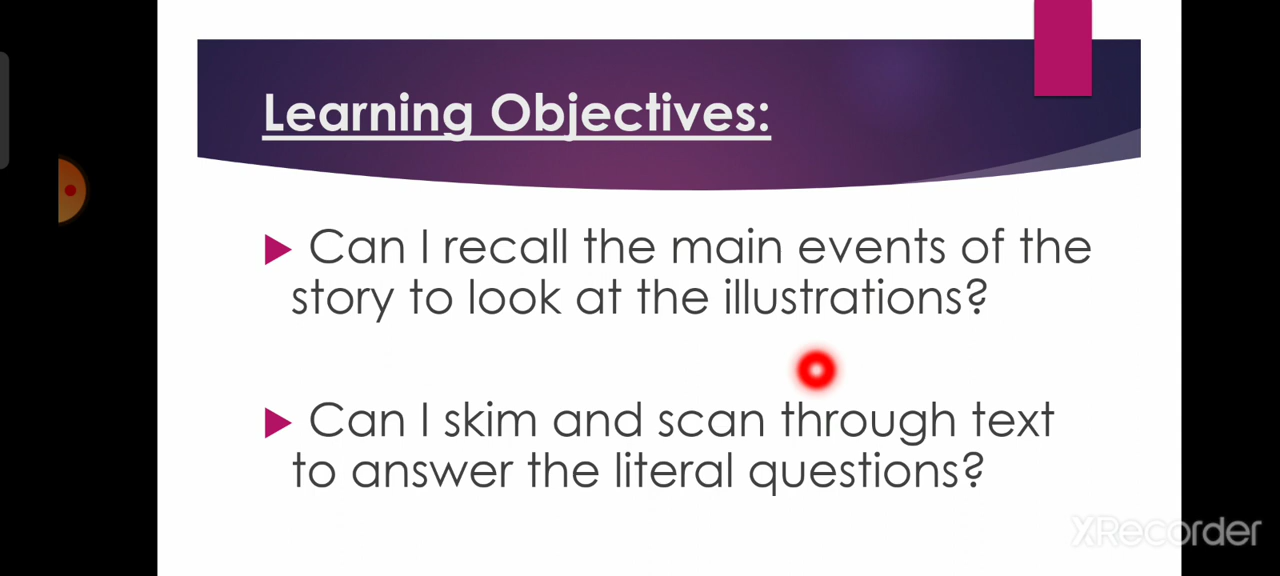 Learning Objectives:
Can I recall the main events of the
story to look at the illustrations?
Can I skim and scan through text
to answer the literal questions?
XRecorder